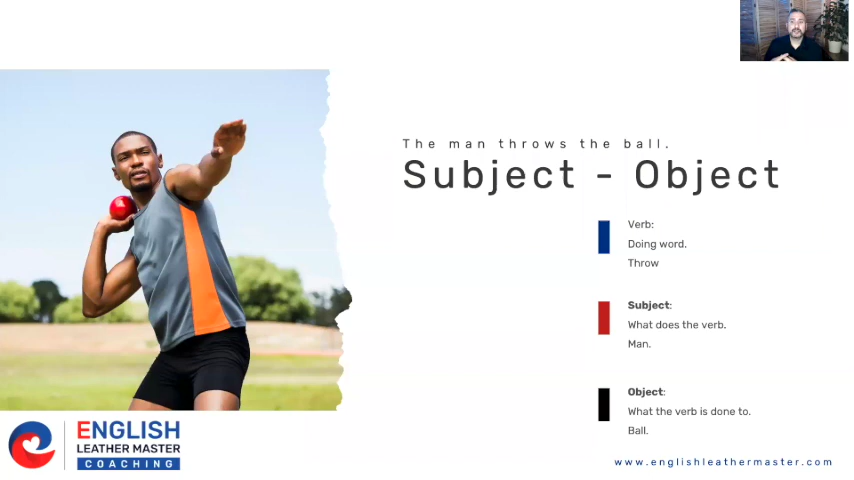 The man throws the ball.
Subject - Object
Verb:
Doing word.
Throw
Subject:
What does the verb.
Man.
Object:
What the verb is done to.
Ball.
ENGLISH
LEATHER MASTER
COACHING
www.englishleathermaster.com